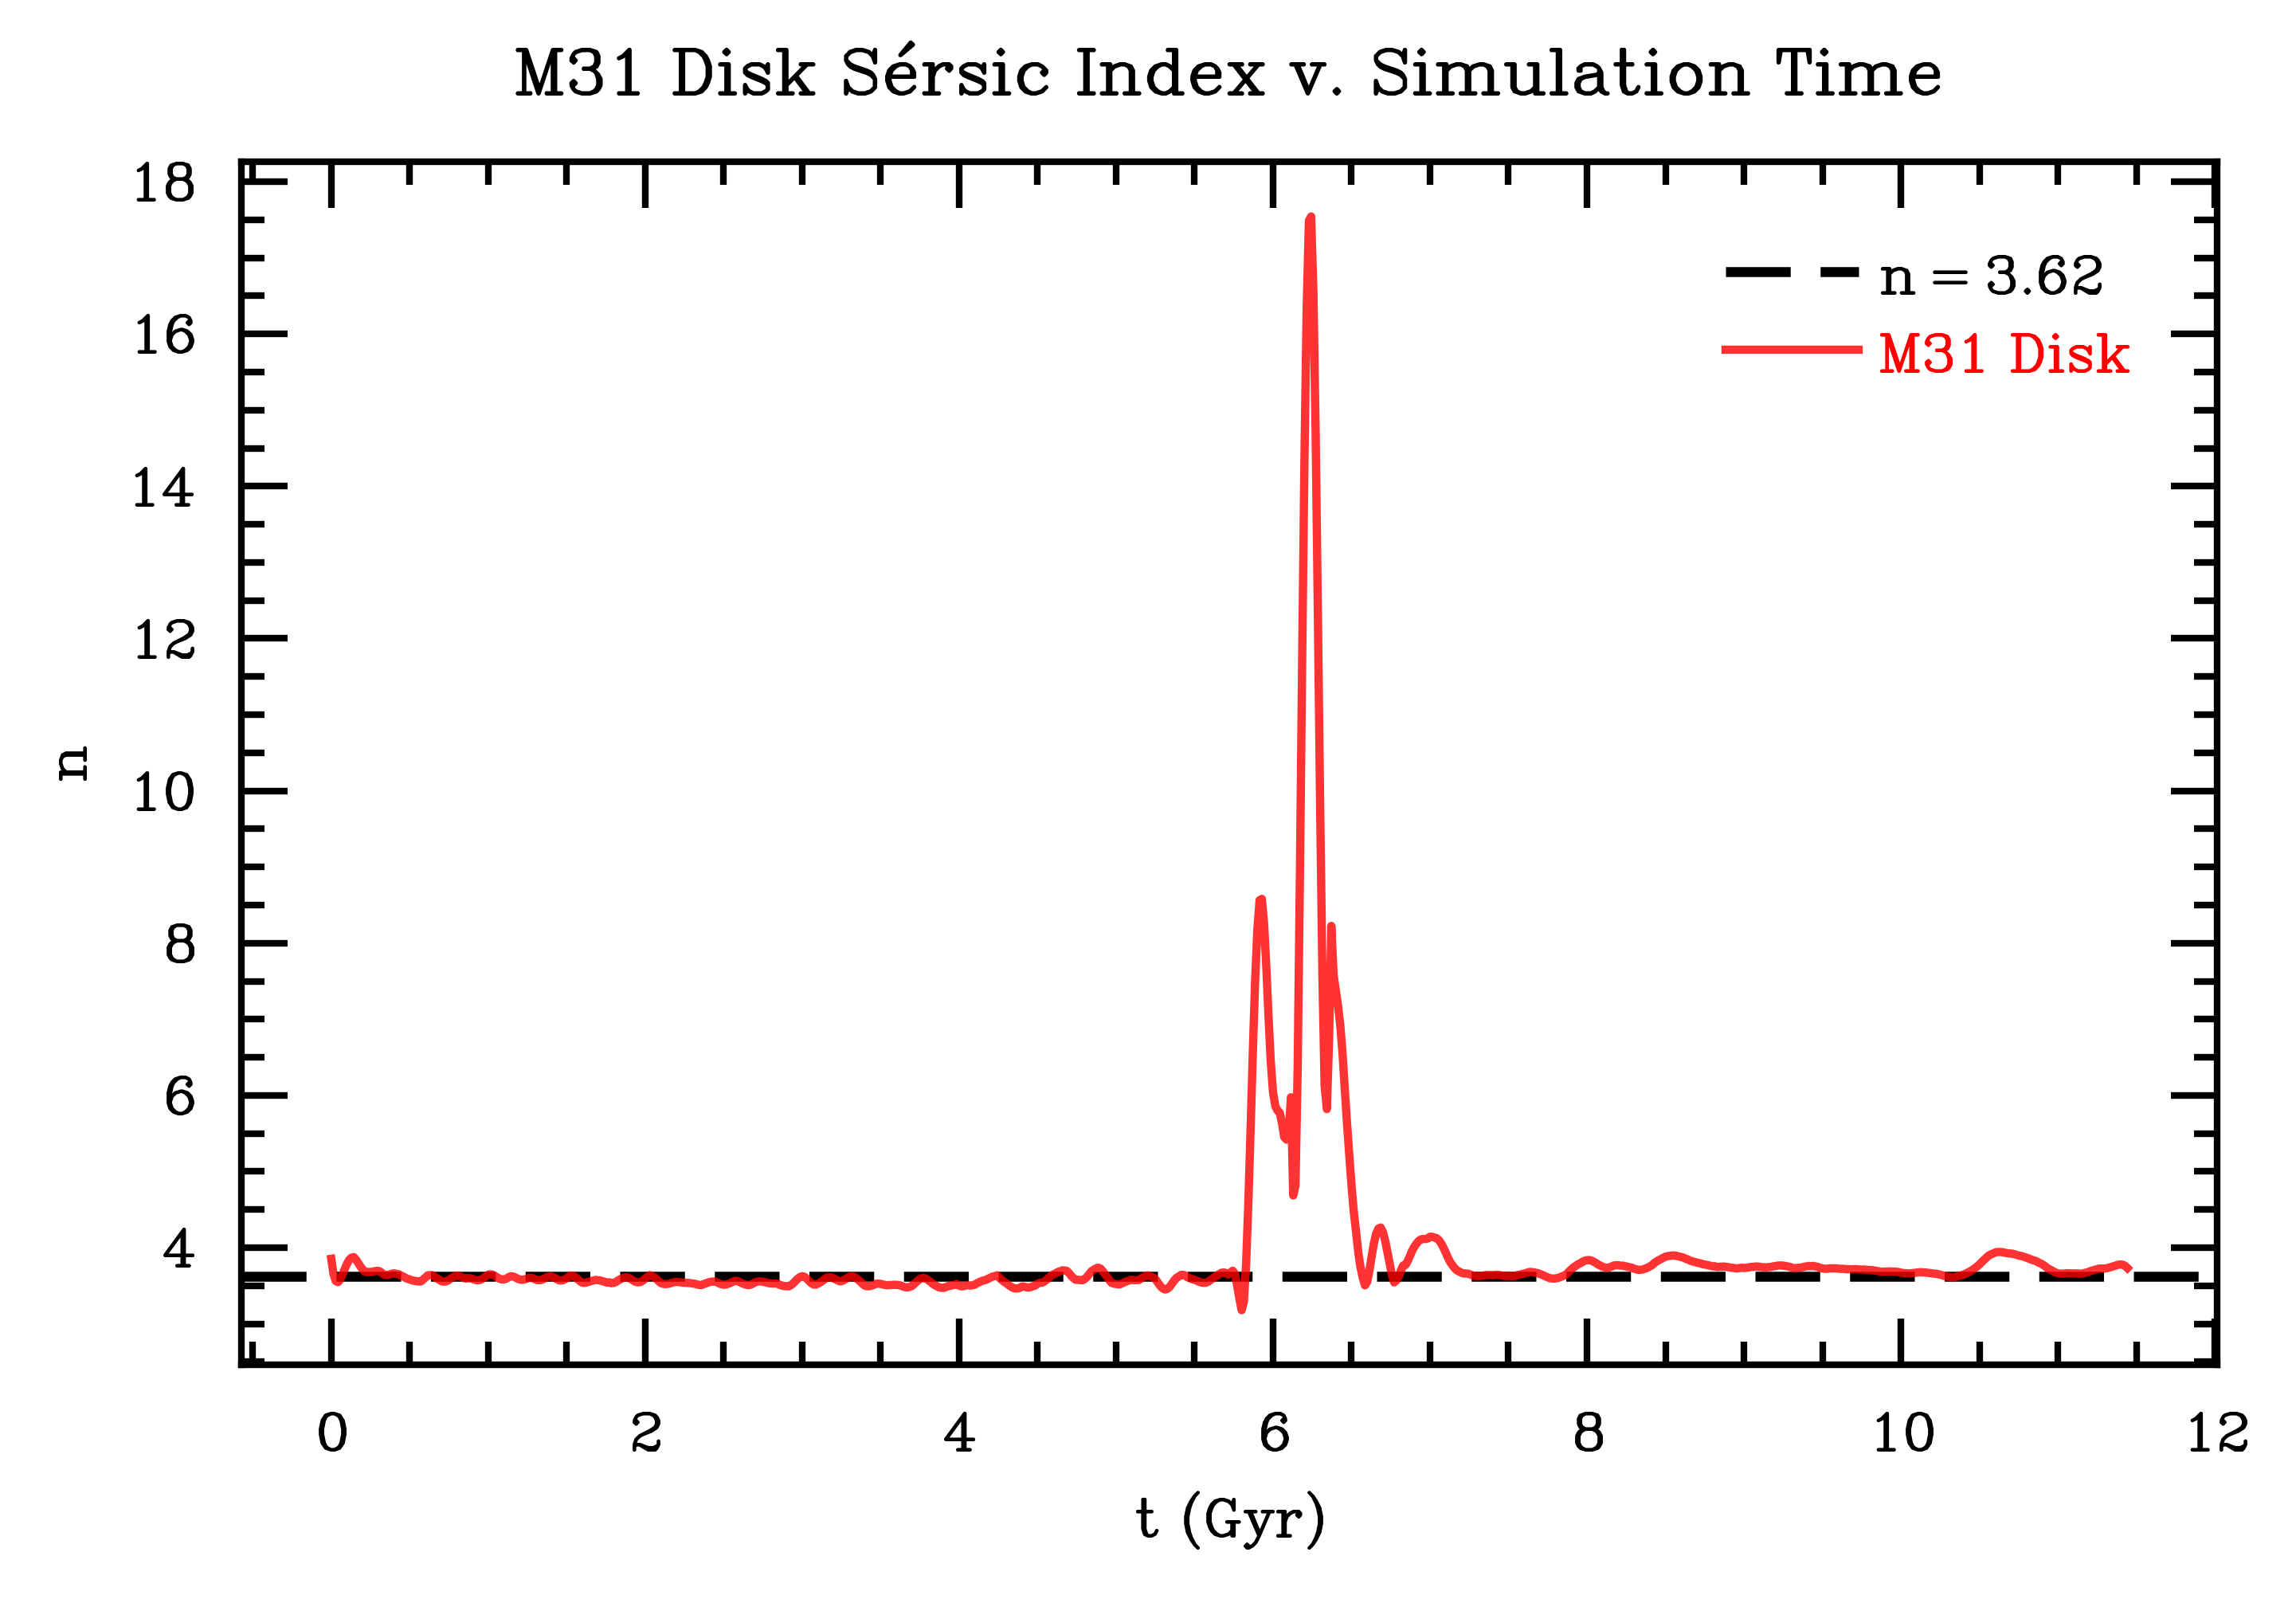 M31 Disk Sérsic Index v. Simulation Time
18
16
14
12
10
8
6
4
n
n = 3.62
M31 Disk
0 2 4 6 8 10 12
t (Gyr)